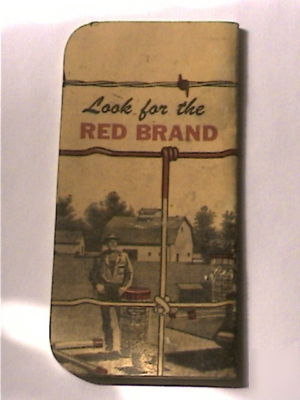 Look for the
RED BRAND